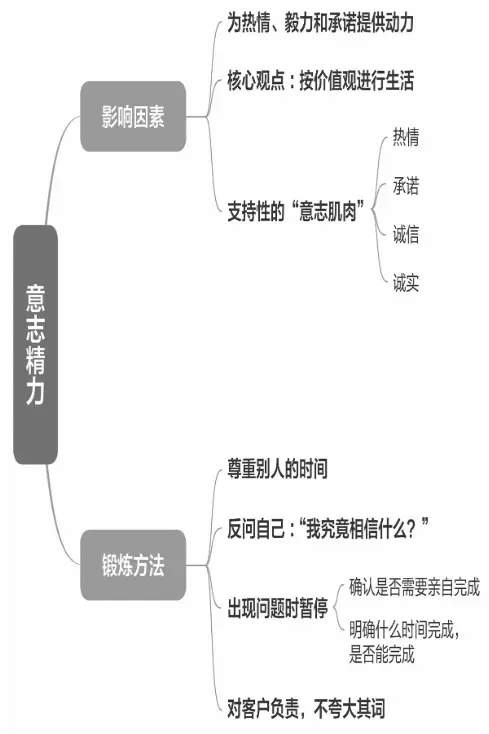 意志精力
影响因素
为热情、毅力和承诺提供动力
核心观点：按价值观进行生活
支持性的“意志肌肉”
热情
承诺
诚信
诚实
锻炼方法
尊重别人的时间
反问自己：“我究竟相信什么？”
出现问题时暂停
确认是否需要亲自完成
明确什么时间完成，
是否能完成
对客户负责，不夸大其词